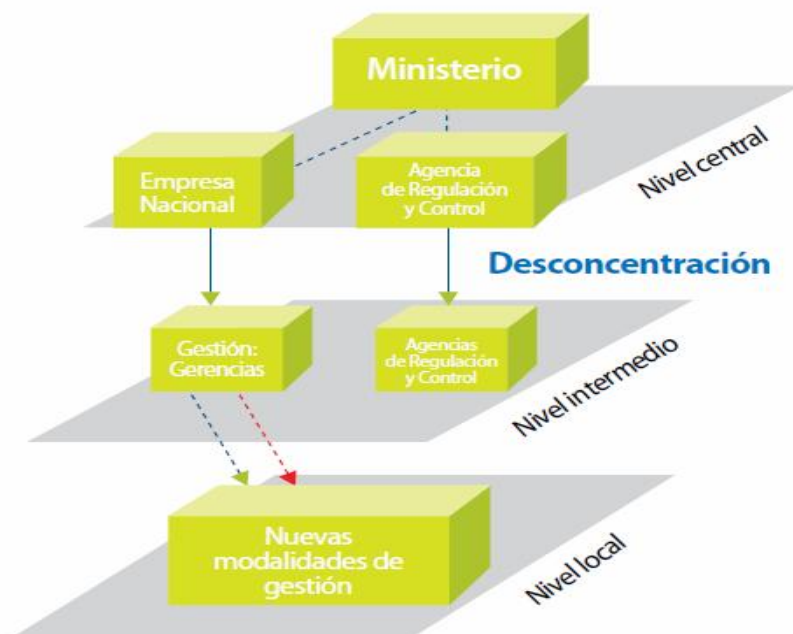 Ministerio
Empresa
Nacional
Agencia
de Regulación
y Control
Nivel central
Desconcentración
Gestión:
Gerencias
Agencias
de Regulación
y Control
Nivel intermedio
Nuevas
modalidades de
gestión
Nivel local